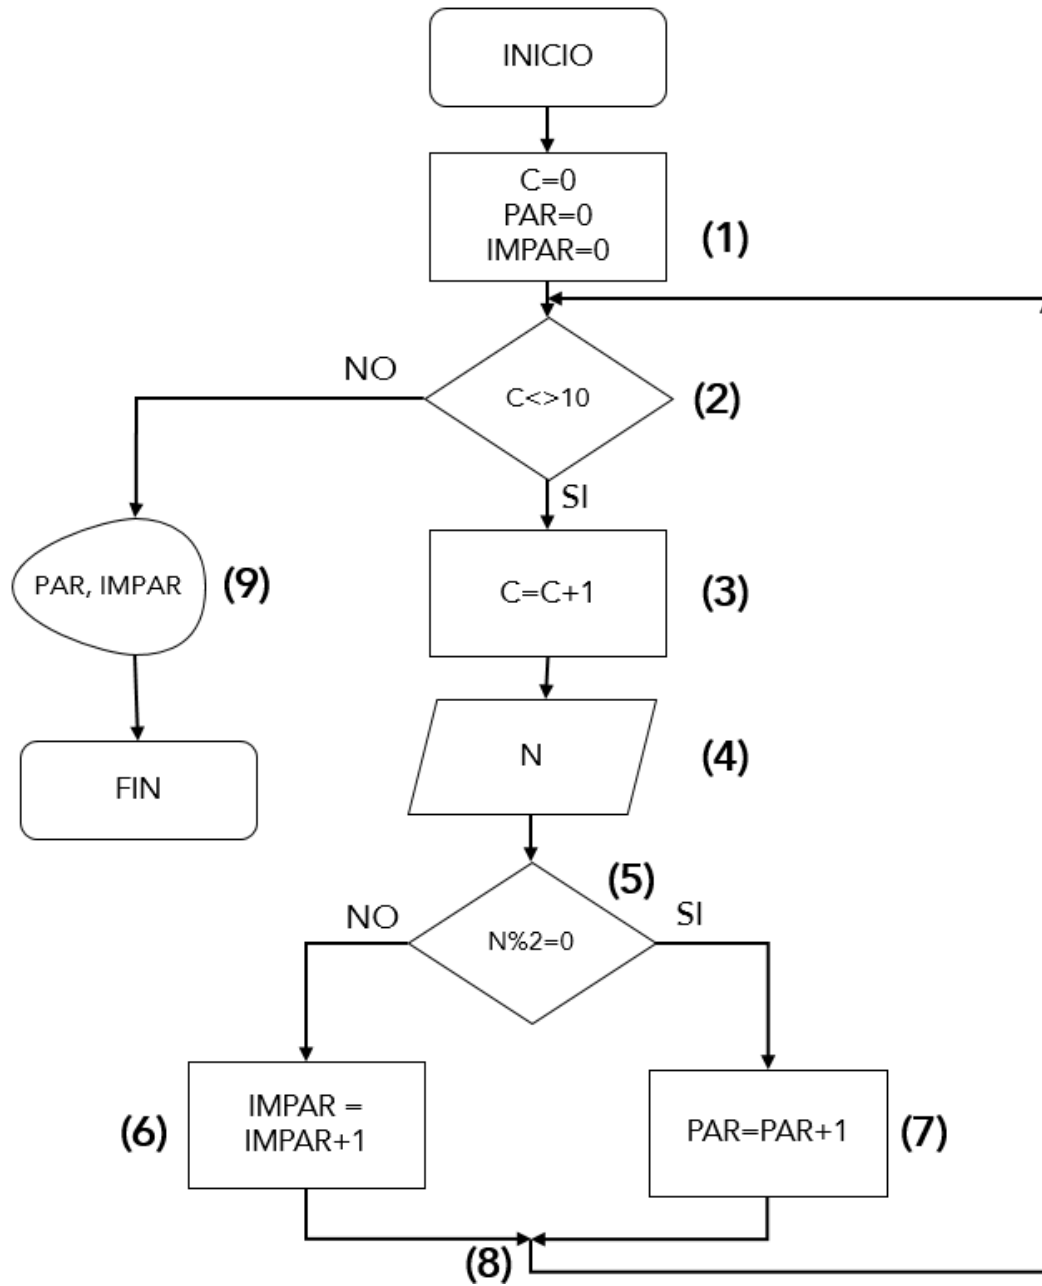 INICIO
C=0
PAR=0
IMPAR=0
(1)
NO
C<>10
(2)
SI
PAR, IMPAR
(9)
C=C+1
(3)
N
(4)
FIN
(5)
NO
N%2=0
SI
(6)
IMPAR =
IMPAR+1
PAR=PAR+1
(7)
(8)